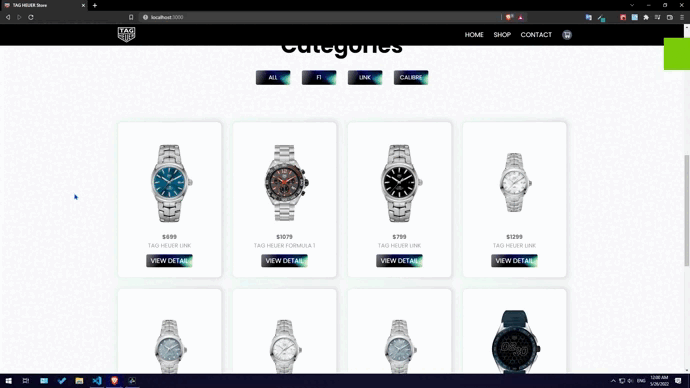 TAG HEUER Store
localhost:3000
TAG
HOME SHOP CONTACT
Categories
ALL F1 LINK CALIBRE
$699 $1079 $799 $1299
TAG HEUER LINK TAG HEUER FORMULA 1 TAG HEUER LINK TAG HEUER LINK
VIEW DETAIL VIEW DETAIL VIEW DETAIL VIEW DETAIL
ENG
12:00 AM
5/26/2022